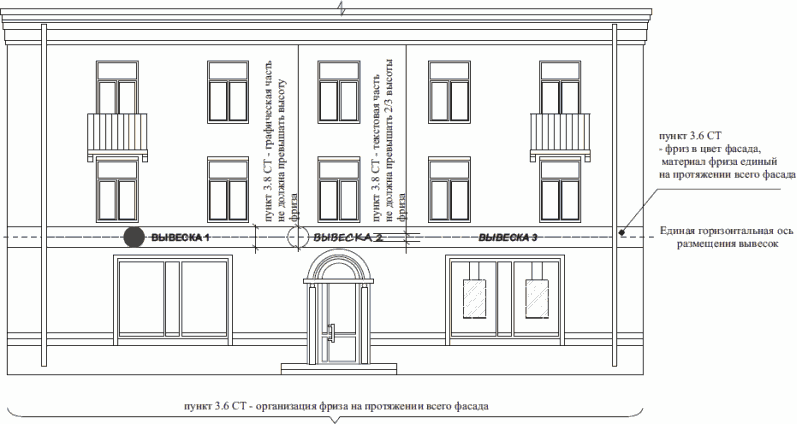 пункт 3.8 СТ - графическая часть
не должна превышать высоту
фриза
пункт 3.8 СТ - текстовая часть
не должна превышать 2/3 высоты
фриза
пункт 3.6 СТ
- фриз в цвет фасада,
материал фриза единый
на протяжении всего фасада
ВЫВЕСКА 1
ВЫВЕСКА 2
ВЫВЕСКА 3
Единая горизонтальная ось
размещения вывесок
пункт 3.6 СТ - организация фриза на протяжении всего фасада